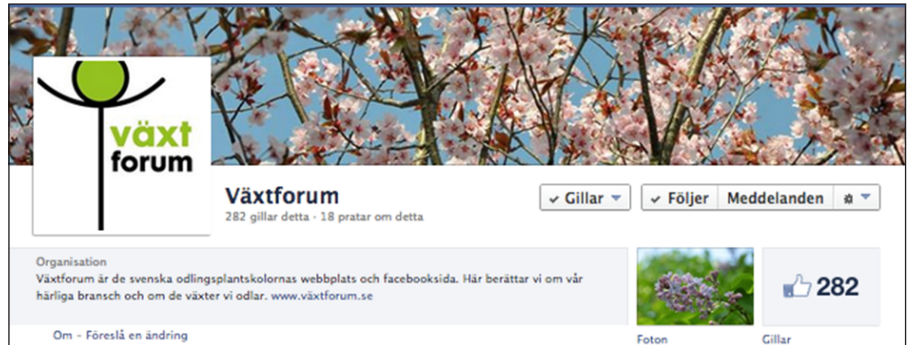 växt
forum
Växtforum
282 gillar detta · 18 pratar om detta
✓ Gillar
✓ Följer
Meddelanden
Organisation
Växtforum är de svenska odlingsplantskolornas webbplats och facebooksida. Här berättar vi om vår
härliga bransch och om de växter vi odlar. www.växtforum.se
282
Om – Föreslå en ändring
Foton
Gillar